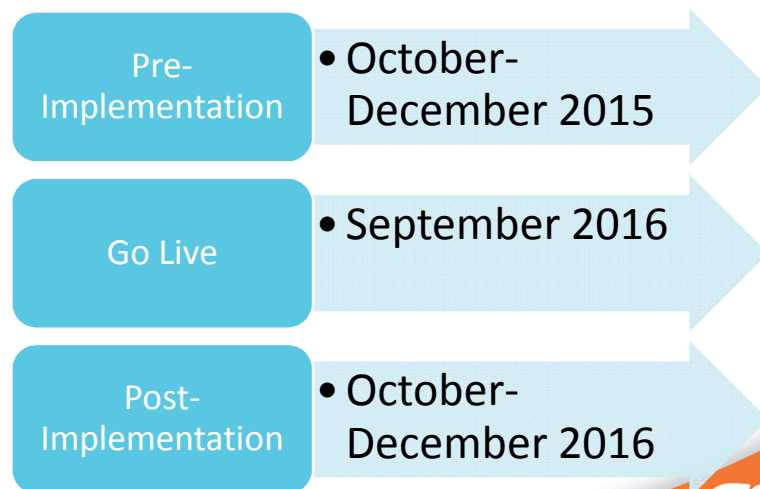 Pre-
Implementation
• October-
December 2015
Go Live
• September 2016
Post-
Implementation
• October-
December 2016